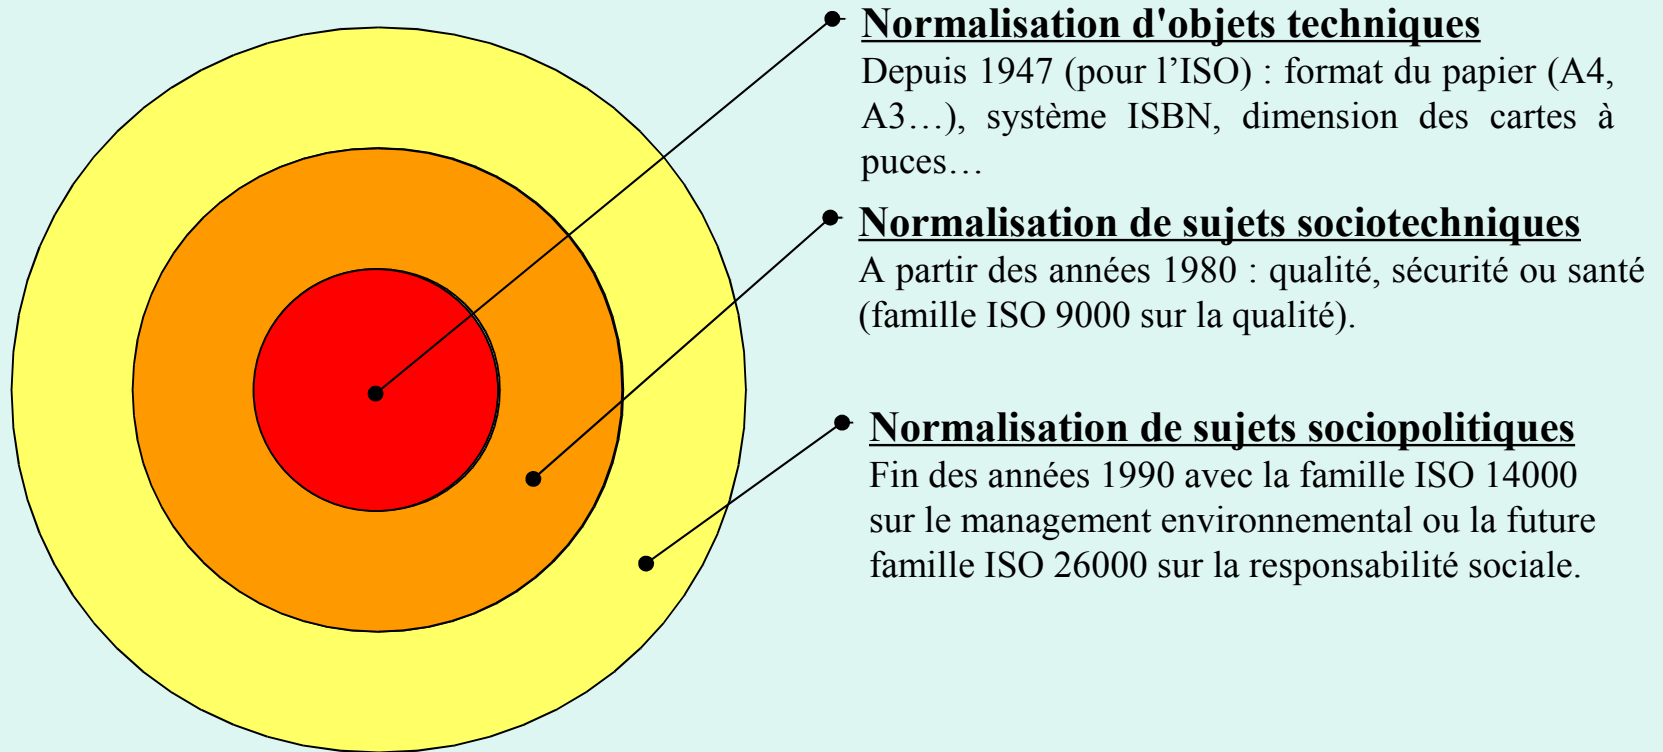 Normalisation d'objets techniques
Depuis 1947 (pour l’ISO) : format du papier (A4,
A3…), système ISBN, dimension des cartes à
puces…
Normalisation de sujets sociotechniques
A partir des années 1980 : qualité, sécurité ou santé
(famille ISO 9000 sur la qualité).
Normalisation de sujets sociopolitiques
Fin des années 1990 avec la famille ISO 14000
sur le management environnemental ou la future
famille ISO 26000 sur la responsabilité sociale.